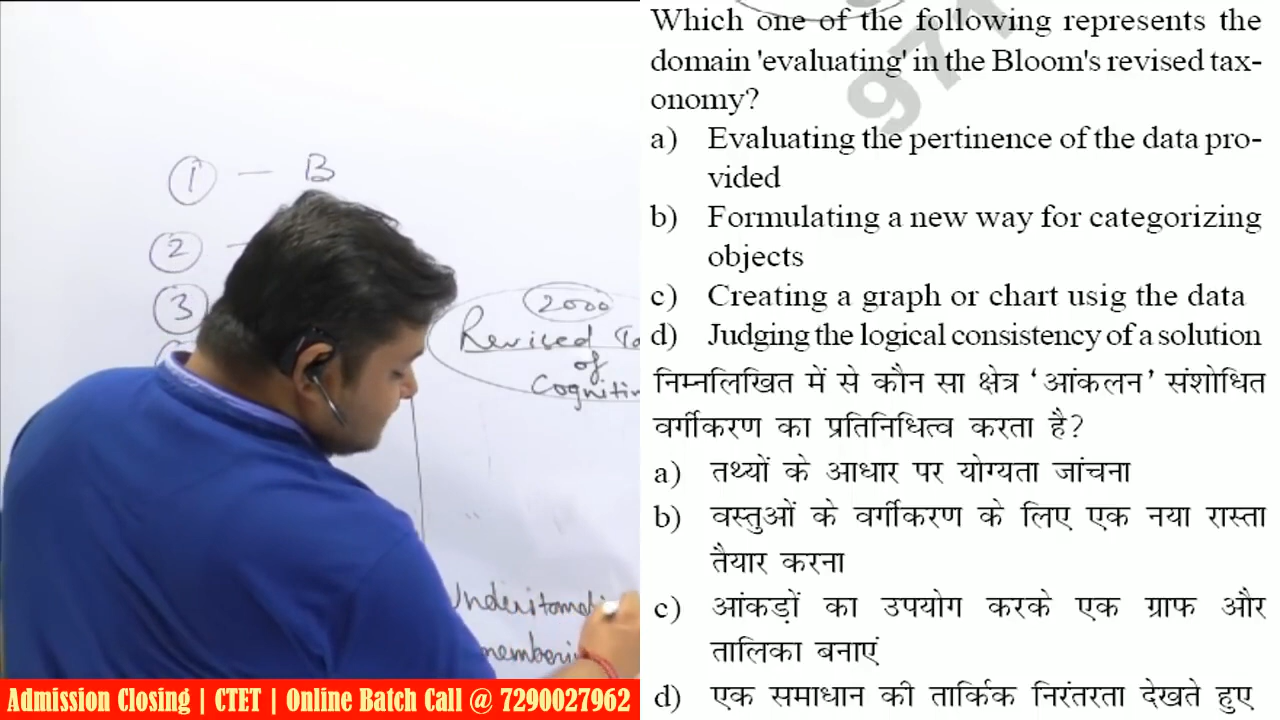 ① — B
②
③
2000
Revised
of
Cognitiv
Understan
membering
Which one of the following represents the
domain 'evaluating' in the Bloom's revised tax-
onomy?
a) Evaluating the pertinence of the data pro-
vided
b) Formulating a new way for categorizing
objects
c) Creating a graph or chart usig the data
d) Judging the logical consistency of a solution
निम्नलिखित में से कौन सा क्षेत्र ‘आंकलन’ संशोधित
वर्गीकरण का प्रतिनिधित्व करता है?
a) तथ्यों के आधार पर योग्यता जांचना
b) वस्तुओं के वर्गीकरण के लिए एक नया रास्ता
तैयार करना
c) आंकड़ों का उपयोग करके एक ग्राफ और
तालिका बनाएं
d) एक समाधान की तार्किक निरंतरता देखते हुए
971
Admission Closing | CTET | Online Batch Call @ 7290027962